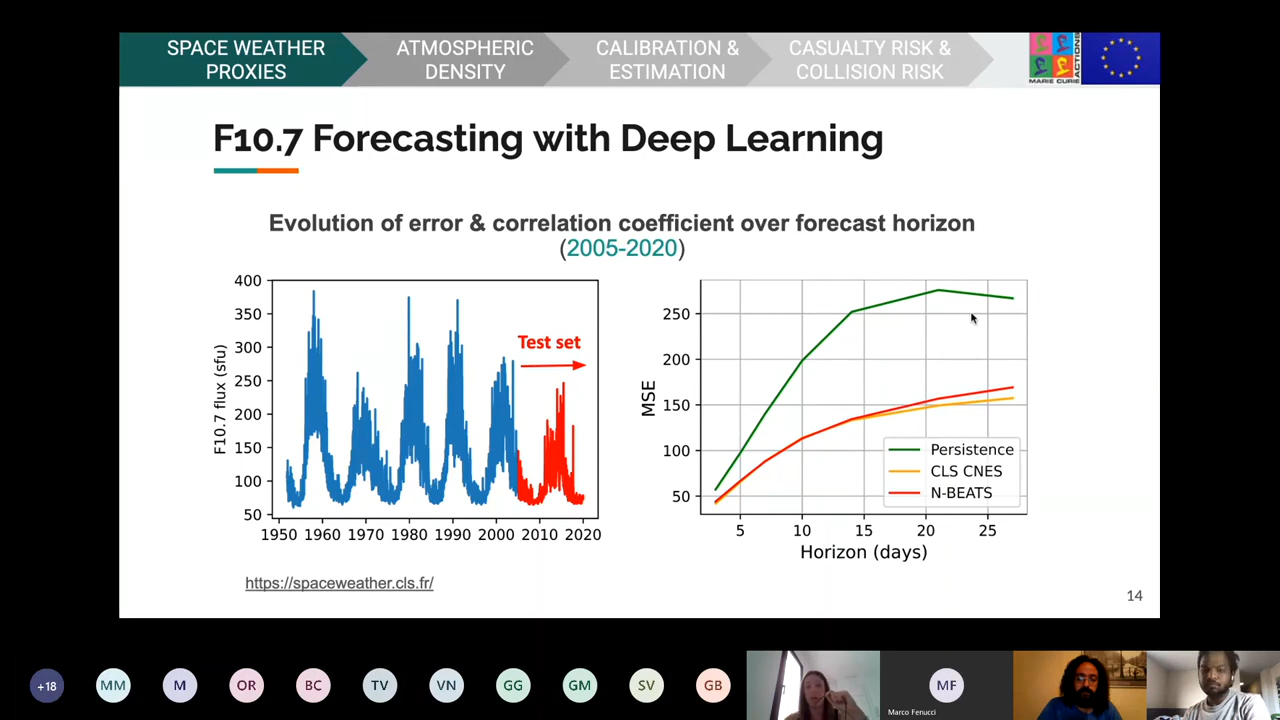 SPACE WEATHER
PROXIES
ATMOSPHERIC
DENSITY
CALIBRATION &
ESTIMATION
CASUALTY RISK &
COLLISION RISK
MARIE CURIE
ACTIONS
F10.7 Forecasting with Deep Learning
Evolution of error & correlation coefficient over forecast horizon
(2005-2020)
400
350
300
250
200
150
100
50
F10.7 flux (sfu)
Test set
1950 1960 1970 1980 1990 2000 2010 2020
250
200
150
100
50
MSE
Persistence
CLS CNES
N-BEATS
5 10 15 20 25
Horizon (days)
https://spaceweather.cls.fr/
14
+18
MM
M
OR
BC
TV
VN
GG
GM
SV
GB
MF
Marco Fenucci